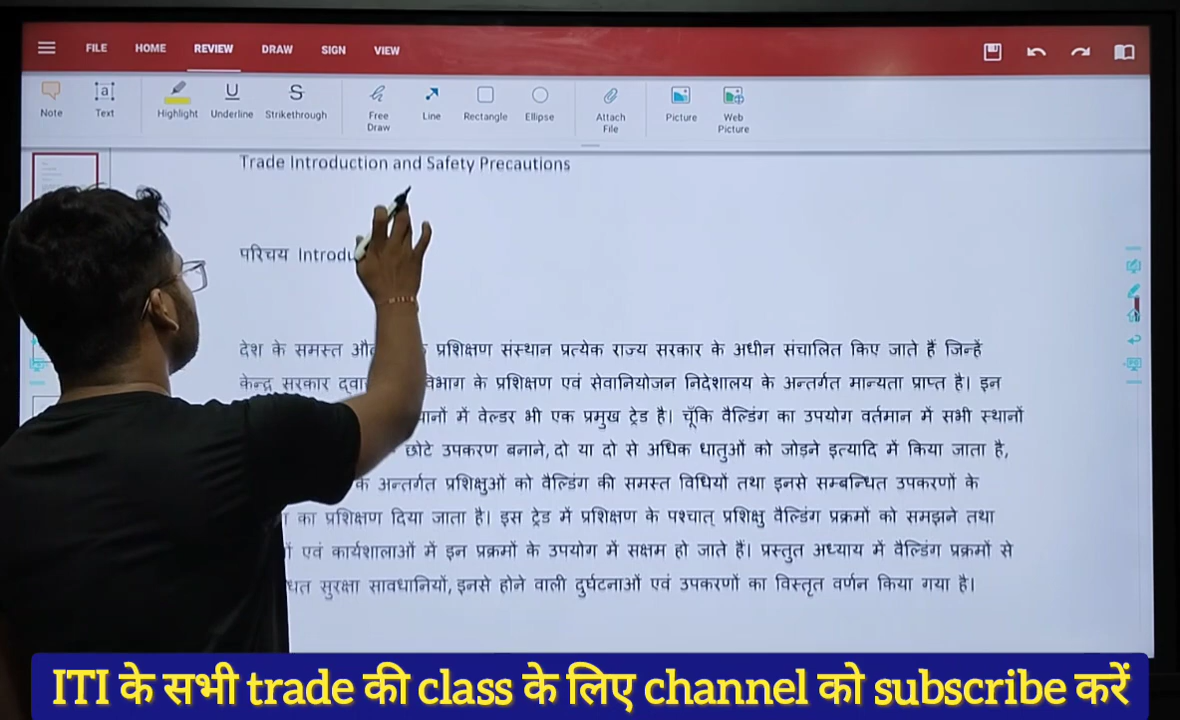 FILE HOME REVIEW DRAW SIGN VIEW
Note Text Highlight Underline Strikethrough Free Draw Line Rectangle Ellipse Attach File Picture Web Picture
Trade Introduction and Safety Precautions
परिचय Introdu
देश के समस्त प्रशिक्षण संस्थान प्रत्येक राज्य सरकार के अधीन संचालित किए जाते हैं जिन्हें
केन्द्र सरकार के प्रशिक्षण एवं सेवानियोजन निदेशालय के अन्तर्गत मान्यता प्राप्त है। इन
में वेल्डर भी एक प्रमुख ट्रेड है। चूँकि वैल्डिंग का उपयोग वर्तमान में सभी स्थानों
छोटे उपकरण बनाने, दो या दो से अधिक धातुओं को जोड़ने इत्यादि में किया जाता है,
के अन्तर्गत प्रशिक्षुओं को वैल्डिंग की समस्त विधियों तथा इनसे सम्बन्धित उपकरणों के
का प्रशिक्षण दिया जाता है। इस ट्रेड में प्रशिक्षण के पश्चात् प्रशिक्षु वैल्डिंग प्रक्रमों को समझने तथा
एवं कार्यशालाओं में इन प्रक्रमों के उपयोग में सक्षम हो जाते हैं। प्रस्तुत अध्याय में वैल्डिंग प्रक्रमों से
सुरक्षा सावधानियों, इनसे होने वाली दुर्घटनाओं एवं उपकरणों का विस्तृत वर्णन किया गया है।
ITI के सभी trade की class के लिए channel को subscribe करें